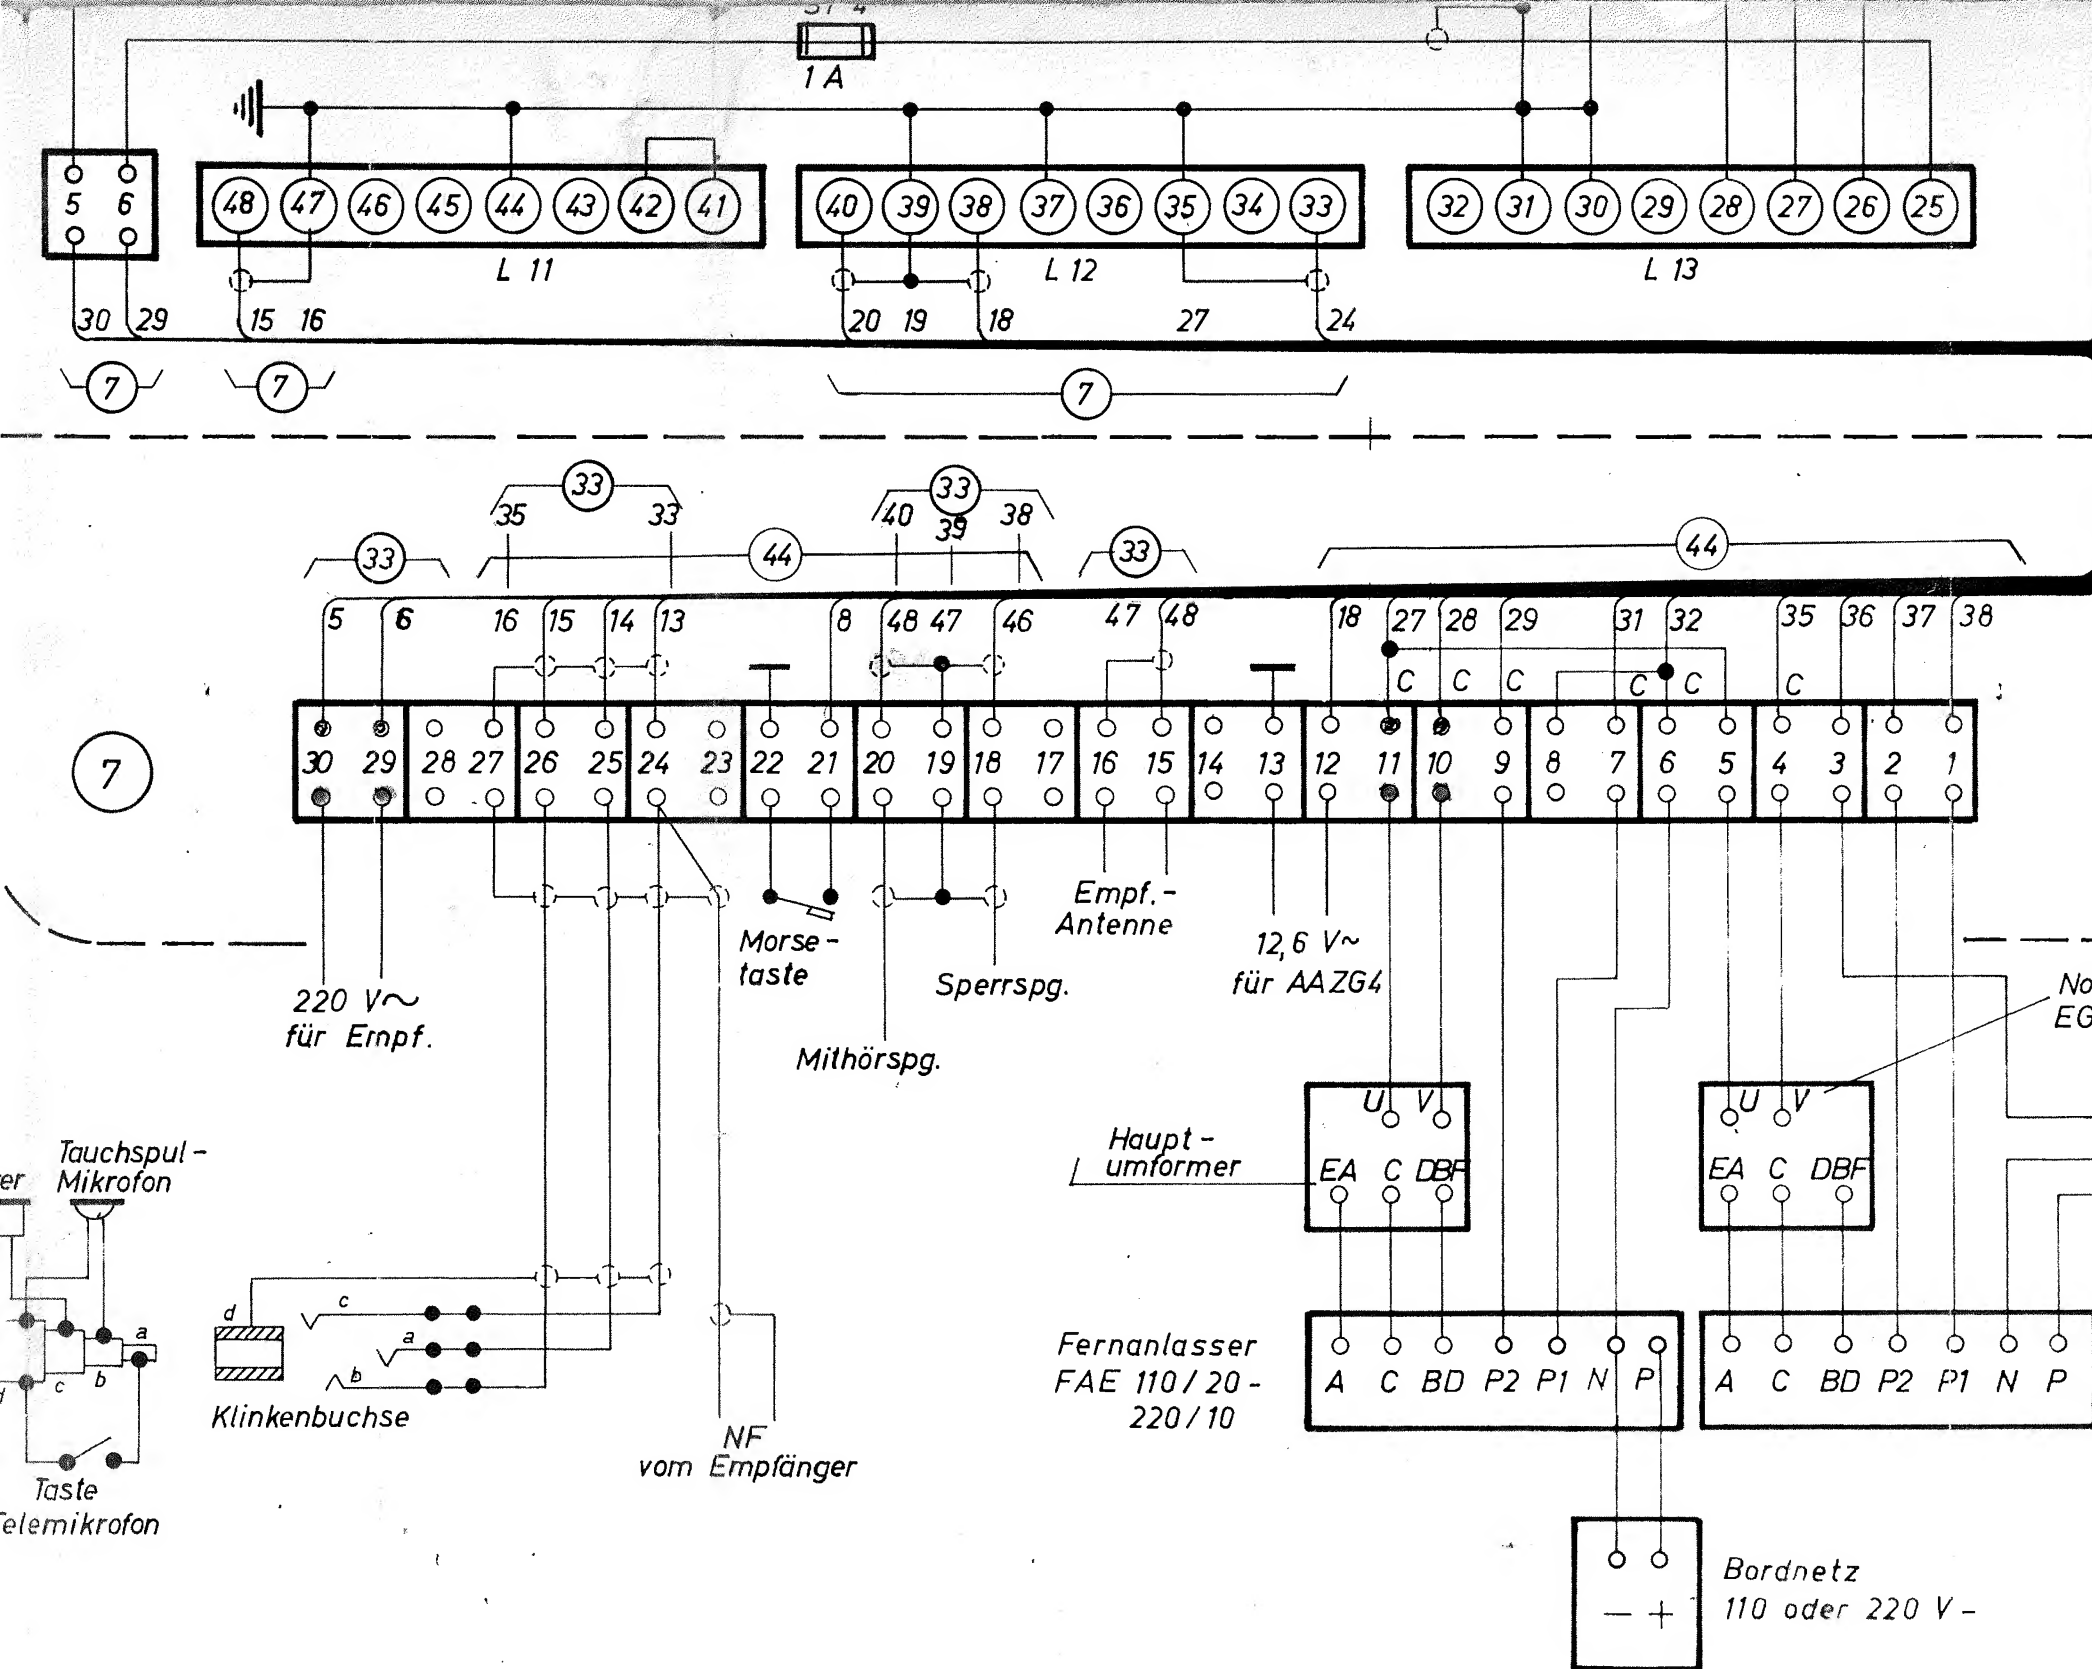 1 A
5 6
48 47 46 45 44 43 42 41
40 39 38 37 36 35 34 33
32 31 30 29 28 27 26 25
L 11
L 12
L 13
30 29 15 16 20 19 18 27 24
7 7 7
33 33
35 33 40 39 38
33 44 33 44
5 6 16 15 14 13 8 48 47 46 47 48 18 27 28 29 31 32 35 36 37 38
C C C C C C
7
30 29 28 27 26 25 24 23 22 21 20 19 18 17 16 15 14 13 12 11 10 9 8 7 6 5 4 3 2 1
220 V~
für Empf.
Morse-
taste
Mithörspg.
Sperrspg.
Empf.-
Antenne
12,6 V~
für AAZG4
Tauchspul-
Mikrofon
a
b
c
d
Taste
Telemikrofon
d
c
a
b
Klinkenbuchse
NF
vom Empfänger
Haupt-
umformer
U V
EA C DBF
U V
EA C DBF
Fernanlasser
FAE 110/20-
220/10
A C BD P2 P1 N P
A C BD P2 P1 N P
Bordnetz
110 oder 220 V-
– +